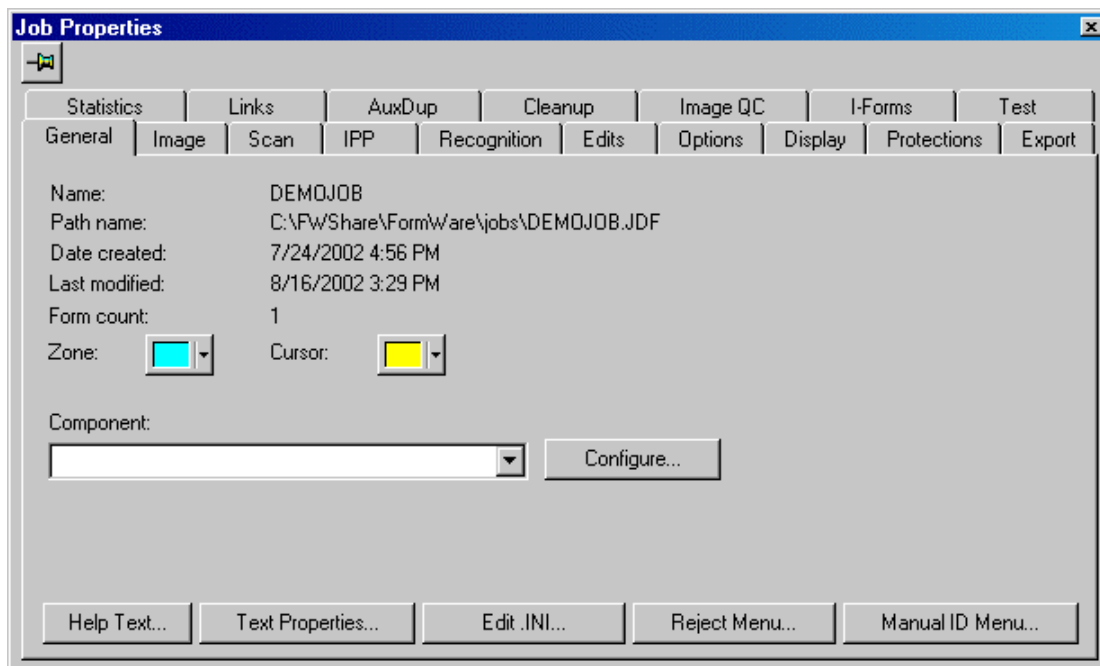 Job Properties
Statistics Links AuxDup Cleanup Image QC I-Forms Test
General Image Scan IPP Recognition Edits Options Display Protections Export
Name: DEMOJOB
Path name: C:\FWShare\FormWare\jobs\DEMOJOB.JDF
Date created: 7/24/2002 4:56 PM
Last modified: 8/16/2002 3:29 PM
Form count: 1
Zone: Cursor:
Component:
Configure...
Help Text... Text Properties... Edit .INI... Reject Menu... Manual ID Menu...